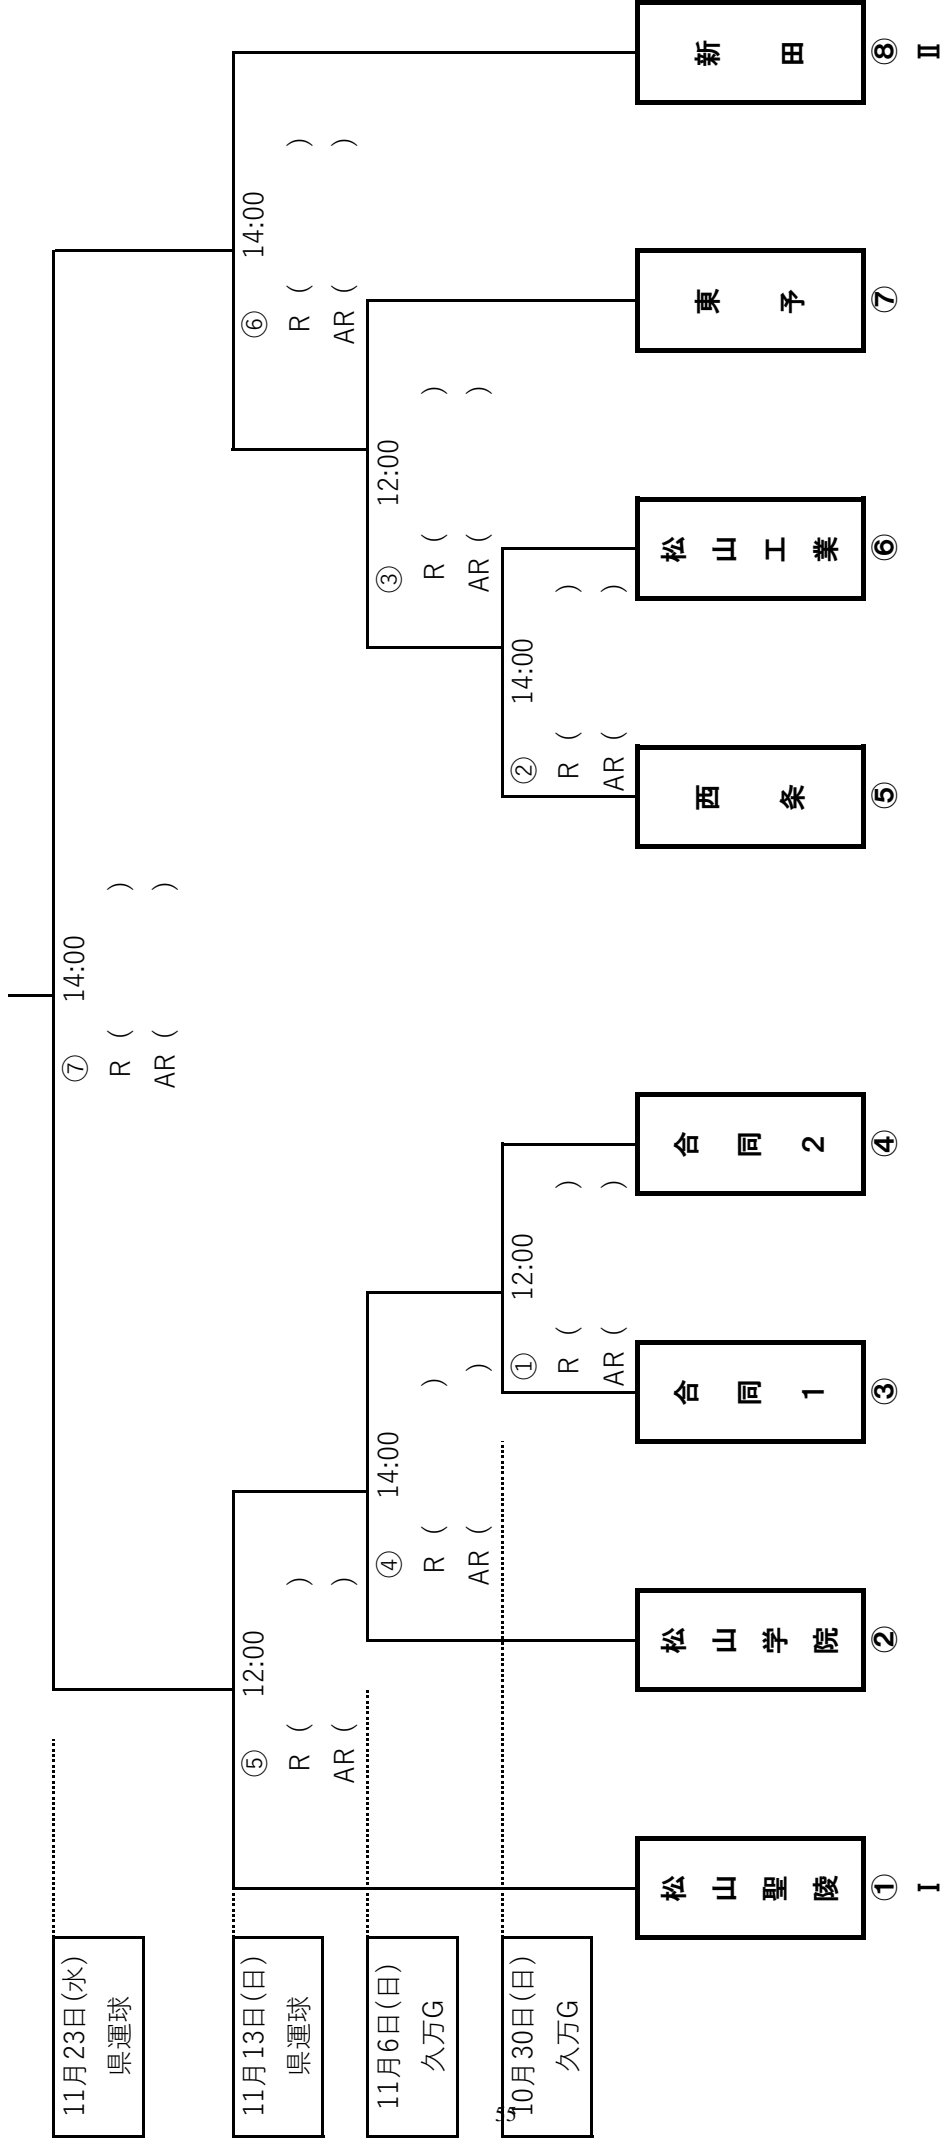 ⑦ 14:00
R ( )
AR ( )
⑤ 12:00
R ( )
AR ( )
⑥ 14:00
R ( )
AR ( )
④ 14:00
R ( )
AR ( )
③ 12:00
R ( )
AR ( )
① 12:00
R ( )
AR ( )
② 14:00
R ( )
AR ( )
11月23日(水)
県運球
11月13日(日)
県運球
11月6日(日)
久万G
10月30日(日)
久万G
松山聖陵
①
Ⅰ
松山学院
②
合同1
③
合同2
④
西条
⑤
松山工業
⑥
東予
⑦
新田
⑧
Ⅱ
55